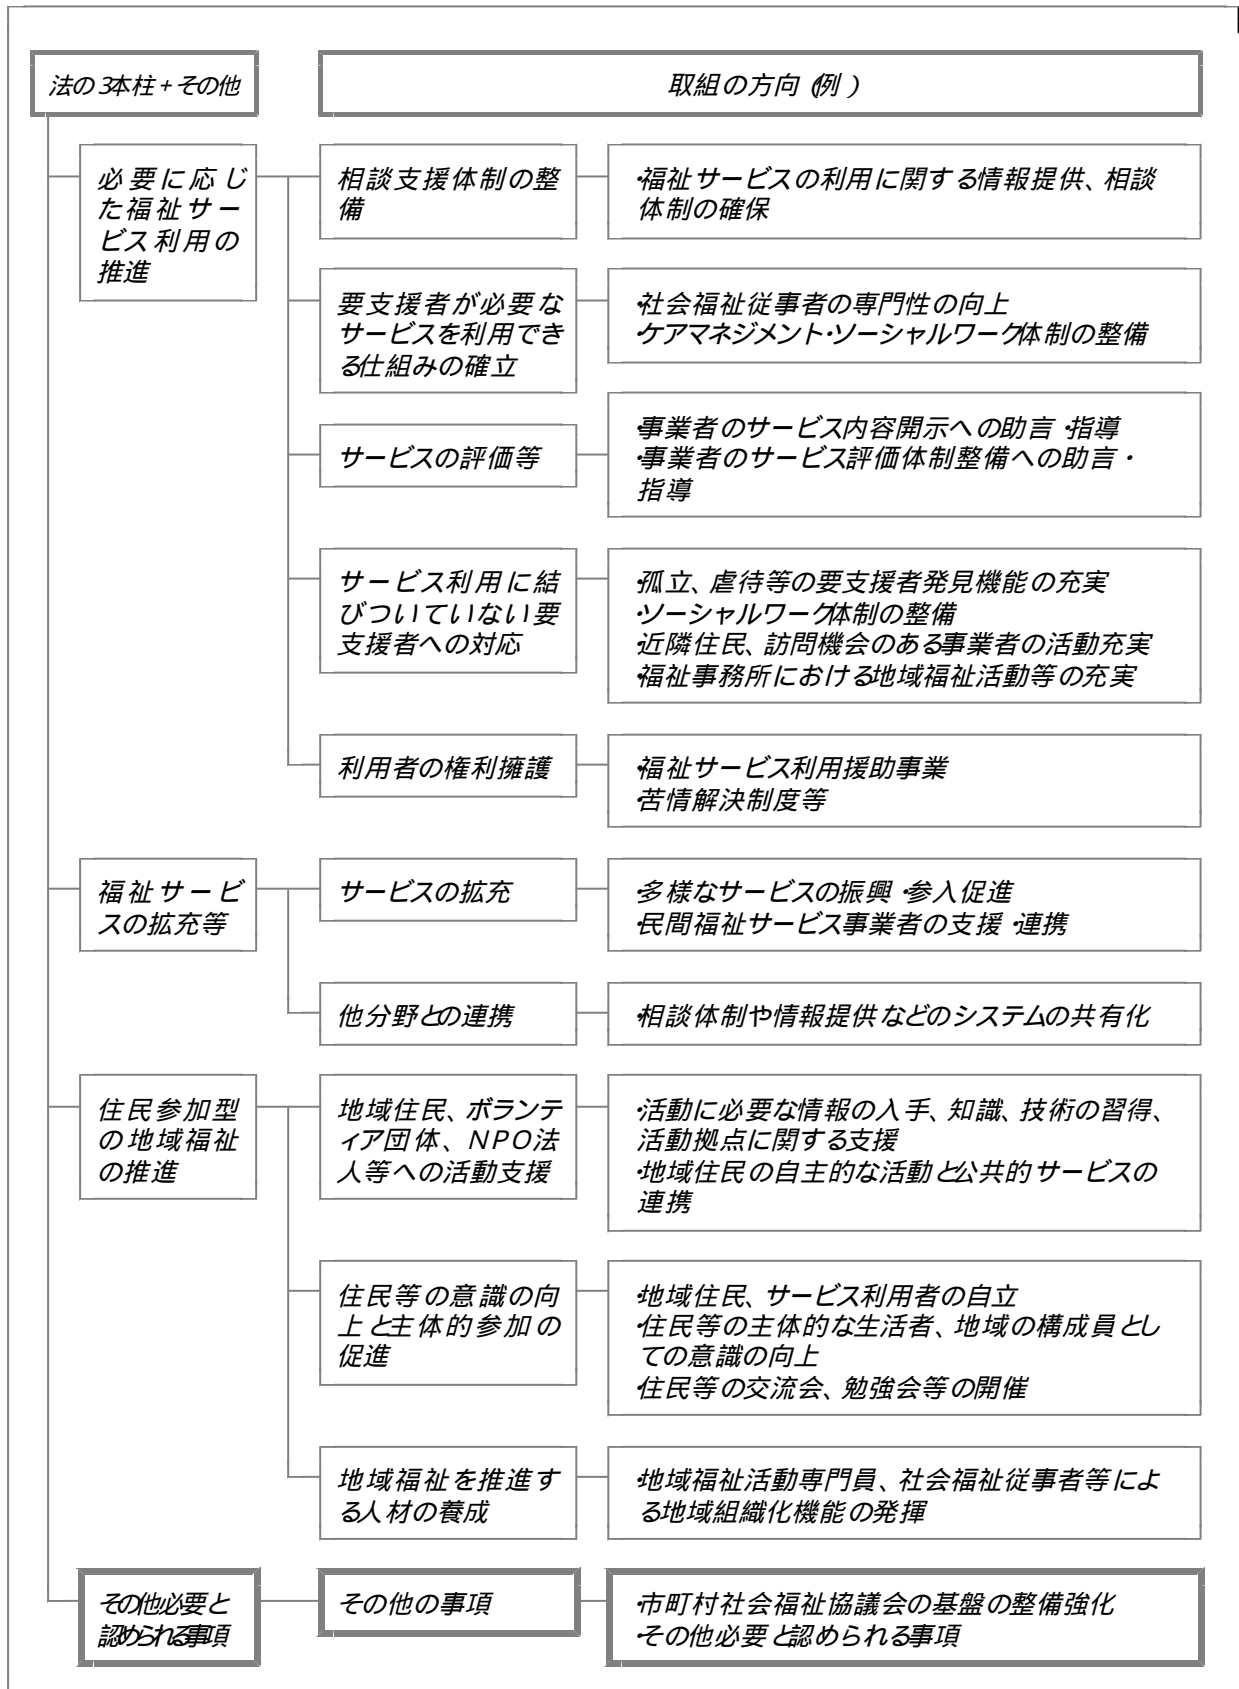 法の3本柱+その他
取組の方向(例)
必要に応じ
た福祉サー
ビス利用の
推進
相談支援体制の整
備
・福祉サービスの利用に関する情報提供、相談
体制の確保
要支援者が必要な
サービスを利用でき
る仕組みの確立
・社会福祉従事者の専門性の向上
・ケアマネジメント・ソーシャルワーク体制の整備
サービスの評価等
・事業者のサービス内容開示への助言・指導
・事業者のサービス評価体制整備への助言・
指導
サービス利用に結
びついていない要
支援者への対応
・孤立、虐待等の要支援者発見機能の充実
・ソーシャルワーク体制の整備
・近隣住民、訪問機会のある事業者の活動充実
・福祉事務所における地域福祉活動等の充実
利用者の権利擁護
・福祉サービス利用援助事業
・苦情解決制度等
福祉サービ
スの拡充等
サービスの拡充
・多様なサービスの振興・参入促進
・民間福祉サービス事業者の支援・連携
他分野との連携
・相談体制や情報提供などのシステムの共有化
住民参加型
の地域福祉
の推進
地域住民、ボランテ
ィア団体、NPO法
人等への活動支援
・活動に必要な情報の入手、知識、技術の習得、
活動拠点に関する支援
・地域住民の自主的な活動と公共的サービスの
連携
住民等の意識の向
上と主体的参加の
促進
・地域住民、サービス利用者の自立
・住民等の主体的な生活者、地域の構成員とし
ての意識の向上
・住民等の交流会、勉強会等の開催
地域福祉を推進す
る人材の養成
・地域福祉活動専門員、社会福祉従事者等によ
る地域組織化機能の発揮
その他必要と
認められる事項
その他の事項
・市町村社会福祉協議会の基盤の整備強化
・その他必要と認められる事項